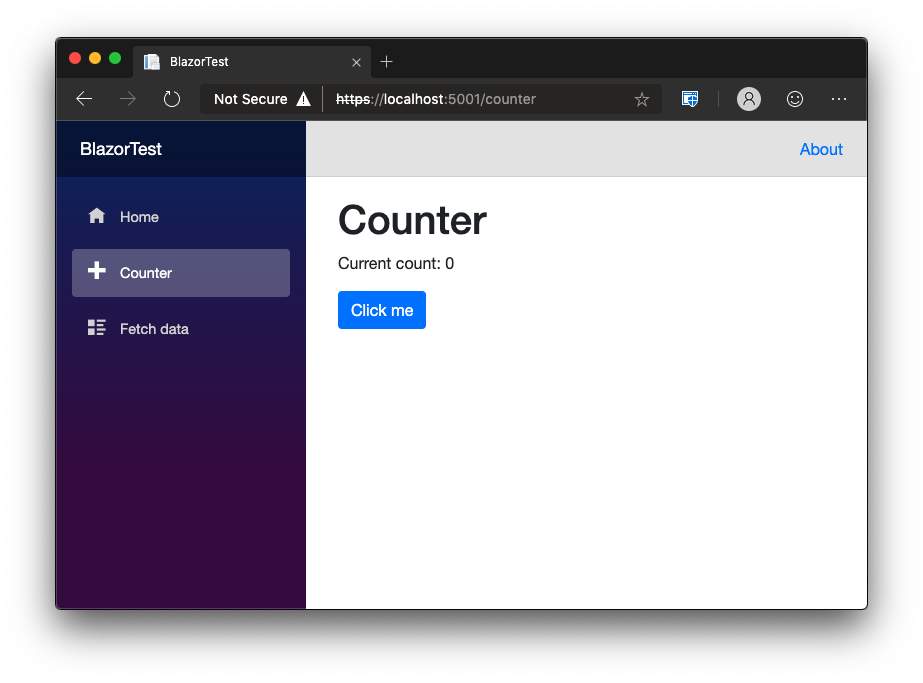 BlazorTest
Not Secure https://localhost:5001/counter
BlazorTest
About
Home
Counter
Fetch data
Counter
Current count: 0
Click me